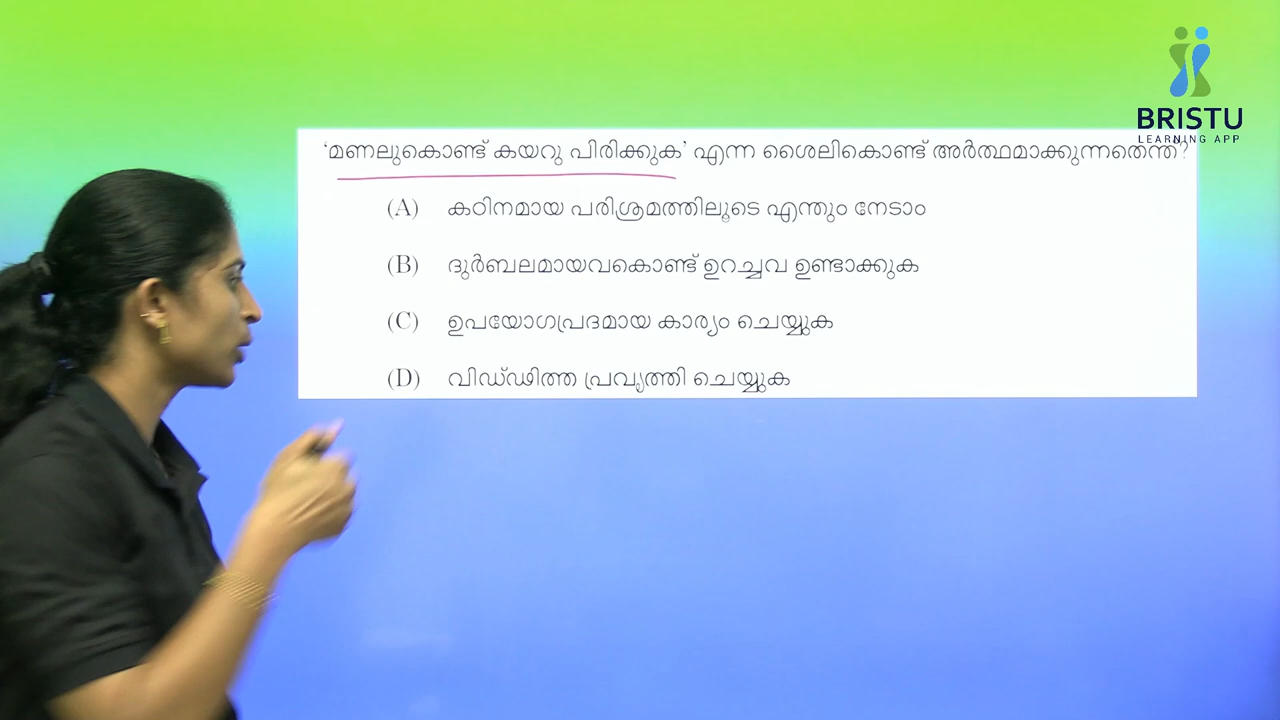 BRISTU
LEARNING APP
'മണലുകൊണ്ട് കയറു പിരിക്കുക' എന്ന ശൈലികൊണ്ട് അർത്ഥമാക്കുന്നതെന്ത്?
(A) കഠിനമായ പരിശ്രമത്തിലൂടെ എന്തും നേടാം
(B) ദുർബലമായവകൊണ്ട് ഉറച്ചവ ഉണ്ടാക്കുക
(C) ഉപയോഗപ്രദമായ കാര്യം ചെയ്യുക
(D) വിഡ്ഢിത്ത പ്രവൃത്തി ചെയ്യുക